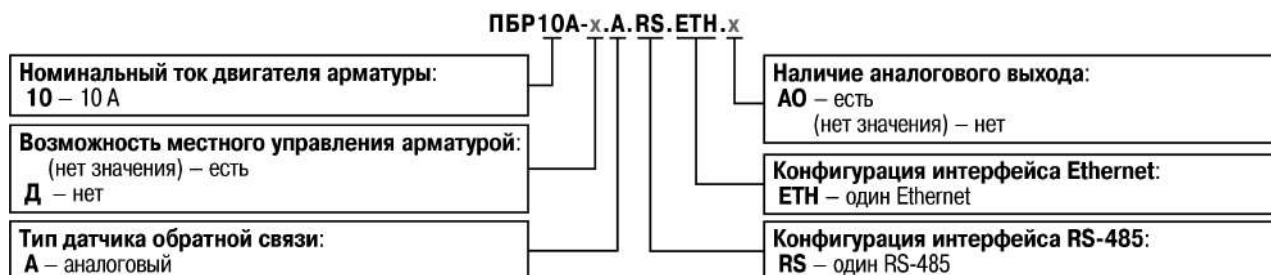 ПБР10А-х.А.RS.ETH.х
Номинальный ток двигателя арматуры:
10 – 10 А
Возможность местного управления арматурой:
(нет значения) – есть
Д – нет
Тип датчика обратной связи:
А – аналоговый
Наличие аналогового выхода:
АО – есть
(нет значения) – нет
Конфигурация интерфейса Ethernet:
ETH – один Ethernet
Конфигурация интерфейса RS-485:
RS – один RS-485